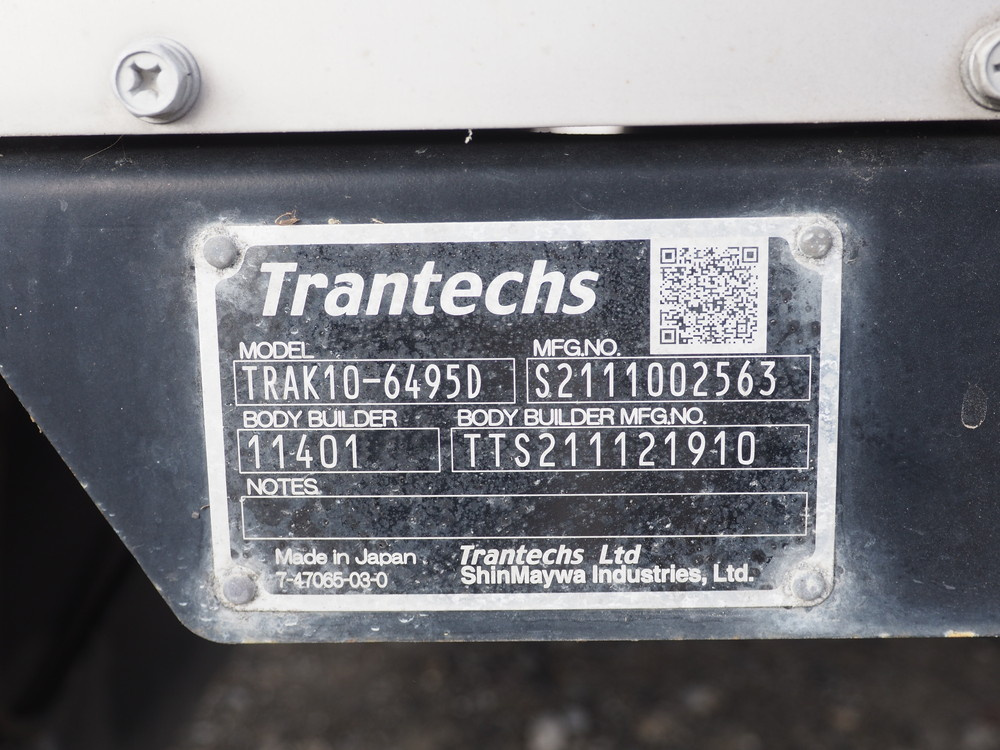 Trantechs
MODEL MFG.NO.
TRAK10-6495D S2111002563
BODY BUILDER BODY BUILDER MFG.NO.
11401 TTS211121910
NOTES
Made in Japan Trantechs Ltd
7-47065-03-0 ShinMaywa Industries, Ltd.